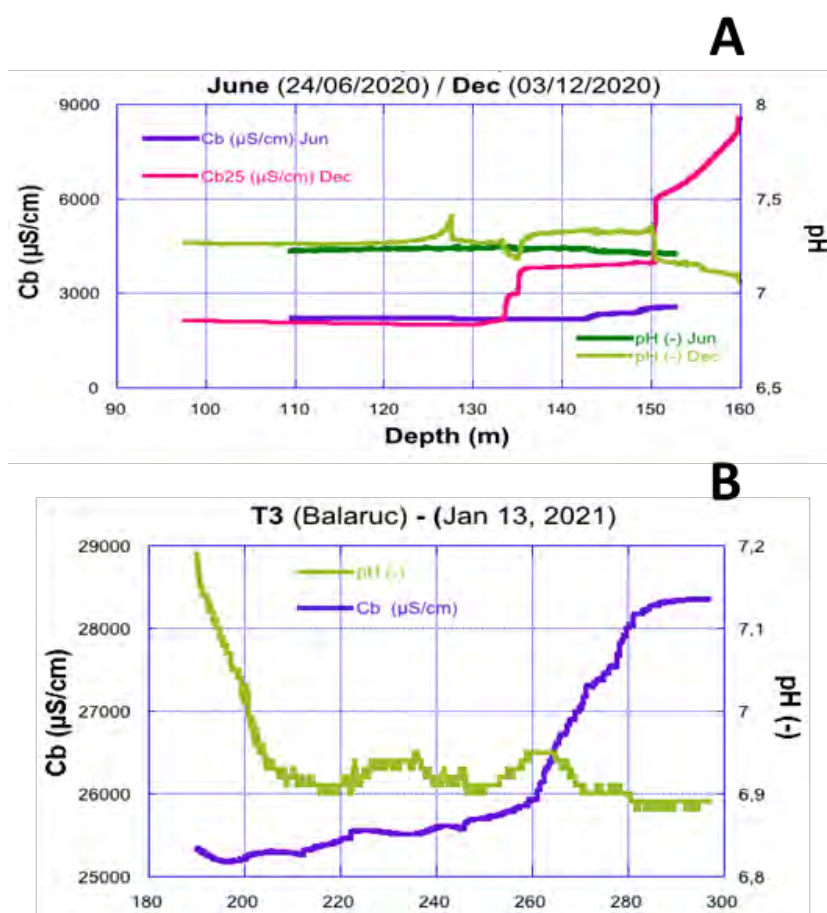 A
June (24/06/2020) / Dec (03/12/2020)
9000
6000
3000
0
Cb (µS/cm)
Cb (µS/cm) Jun
Cb25 (µS/cm) Dec
8
7,5
7
6,5
pH
pH (-) Jun
pH (-) Dec
90 100 110 120 130 140 150 160
Depth (m)
B
T3 (Balaruc) - (Jan 13, 2021)
29000
28000
27000
26000
25000
Cb (µS/cm)
pH (-)
Cb (µS/cm)
7,2
7,1
7
6,9
6,8
pH (-)
180 200 220 240 260 280 300